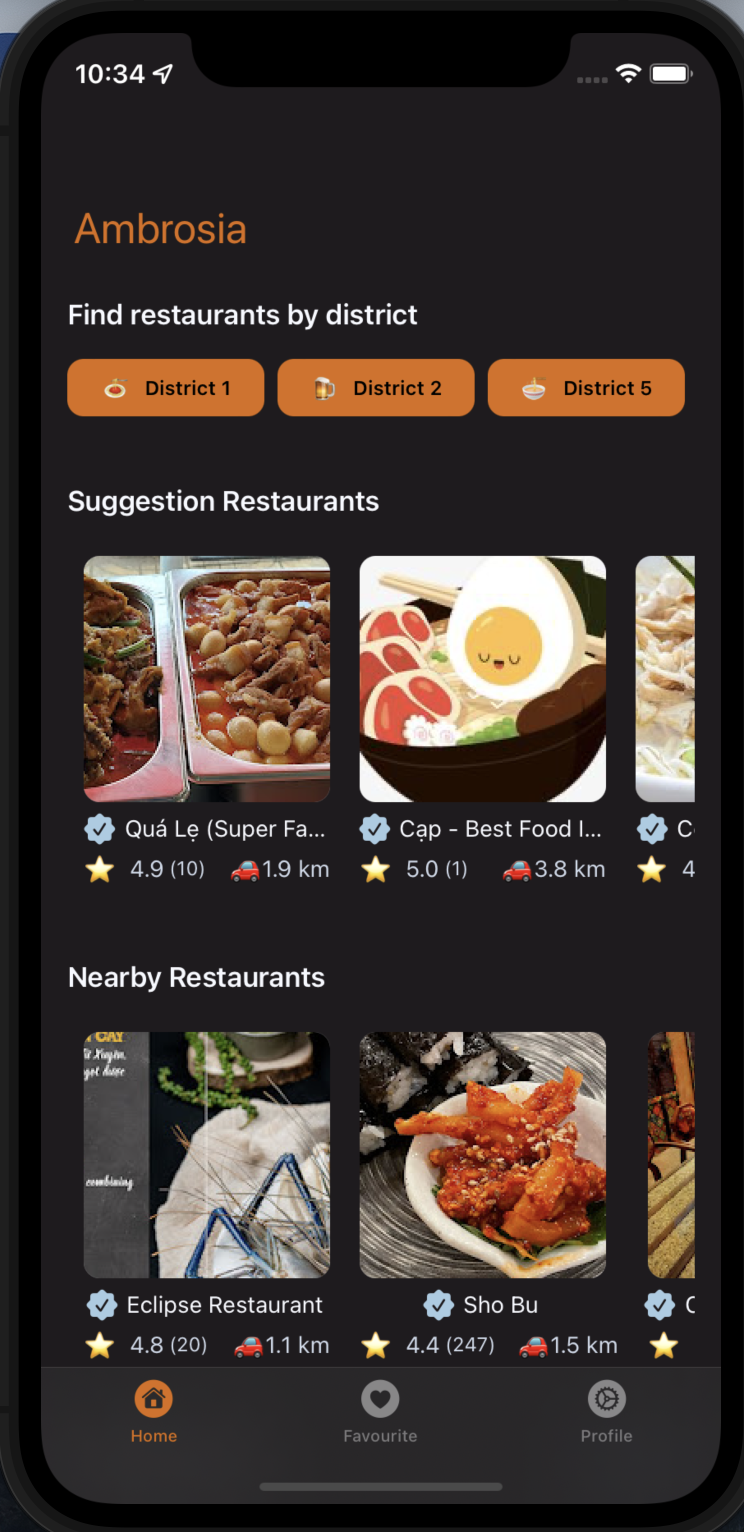 10:34
Ambrosia
Find restaurants by district
District 1
District 2
District 5
Suggestion Restaurants
Quá Lẹ (Super Fa...
Cạp - Best Food I...
4.9 (10)
1.9 km
5.0 (1)
3.8 km
4
Nearby Restaurants
combining
Eclipse Restaurant
Sho Bu
4.8 (20)
1.1 km
4.4 (247)
1.5 km
Home
Favourite
Profile